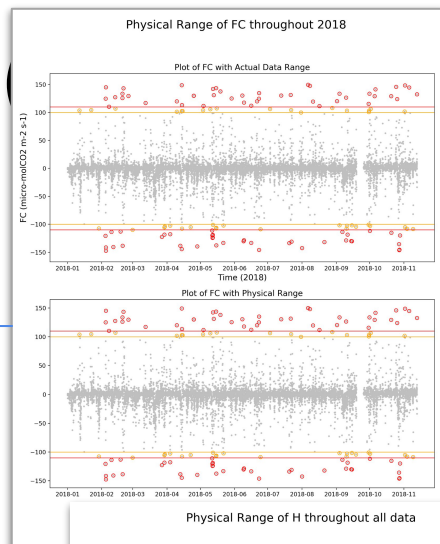 Physical Range of FC throughout 2018
Plot of FC with Actual Data Range
FC (micro-molCO2 m-2 s-1)
150
100
50
0
−50
−100
−150
2018-01 2018-02 2018-03 2018-04 2018-05 2018-06 2018-07 2018-08 2018-09 2018-10 2018-11
Time (2018)
Plot of FC with Physical Range
150
100
50
0
−50
−100
−150
2018-01 2018-02 2018-03 2018-04 2018-05 2018-06 2018-07 2018-08 2018-09 2018-10 2018-11
Physical Range of H throughout all data